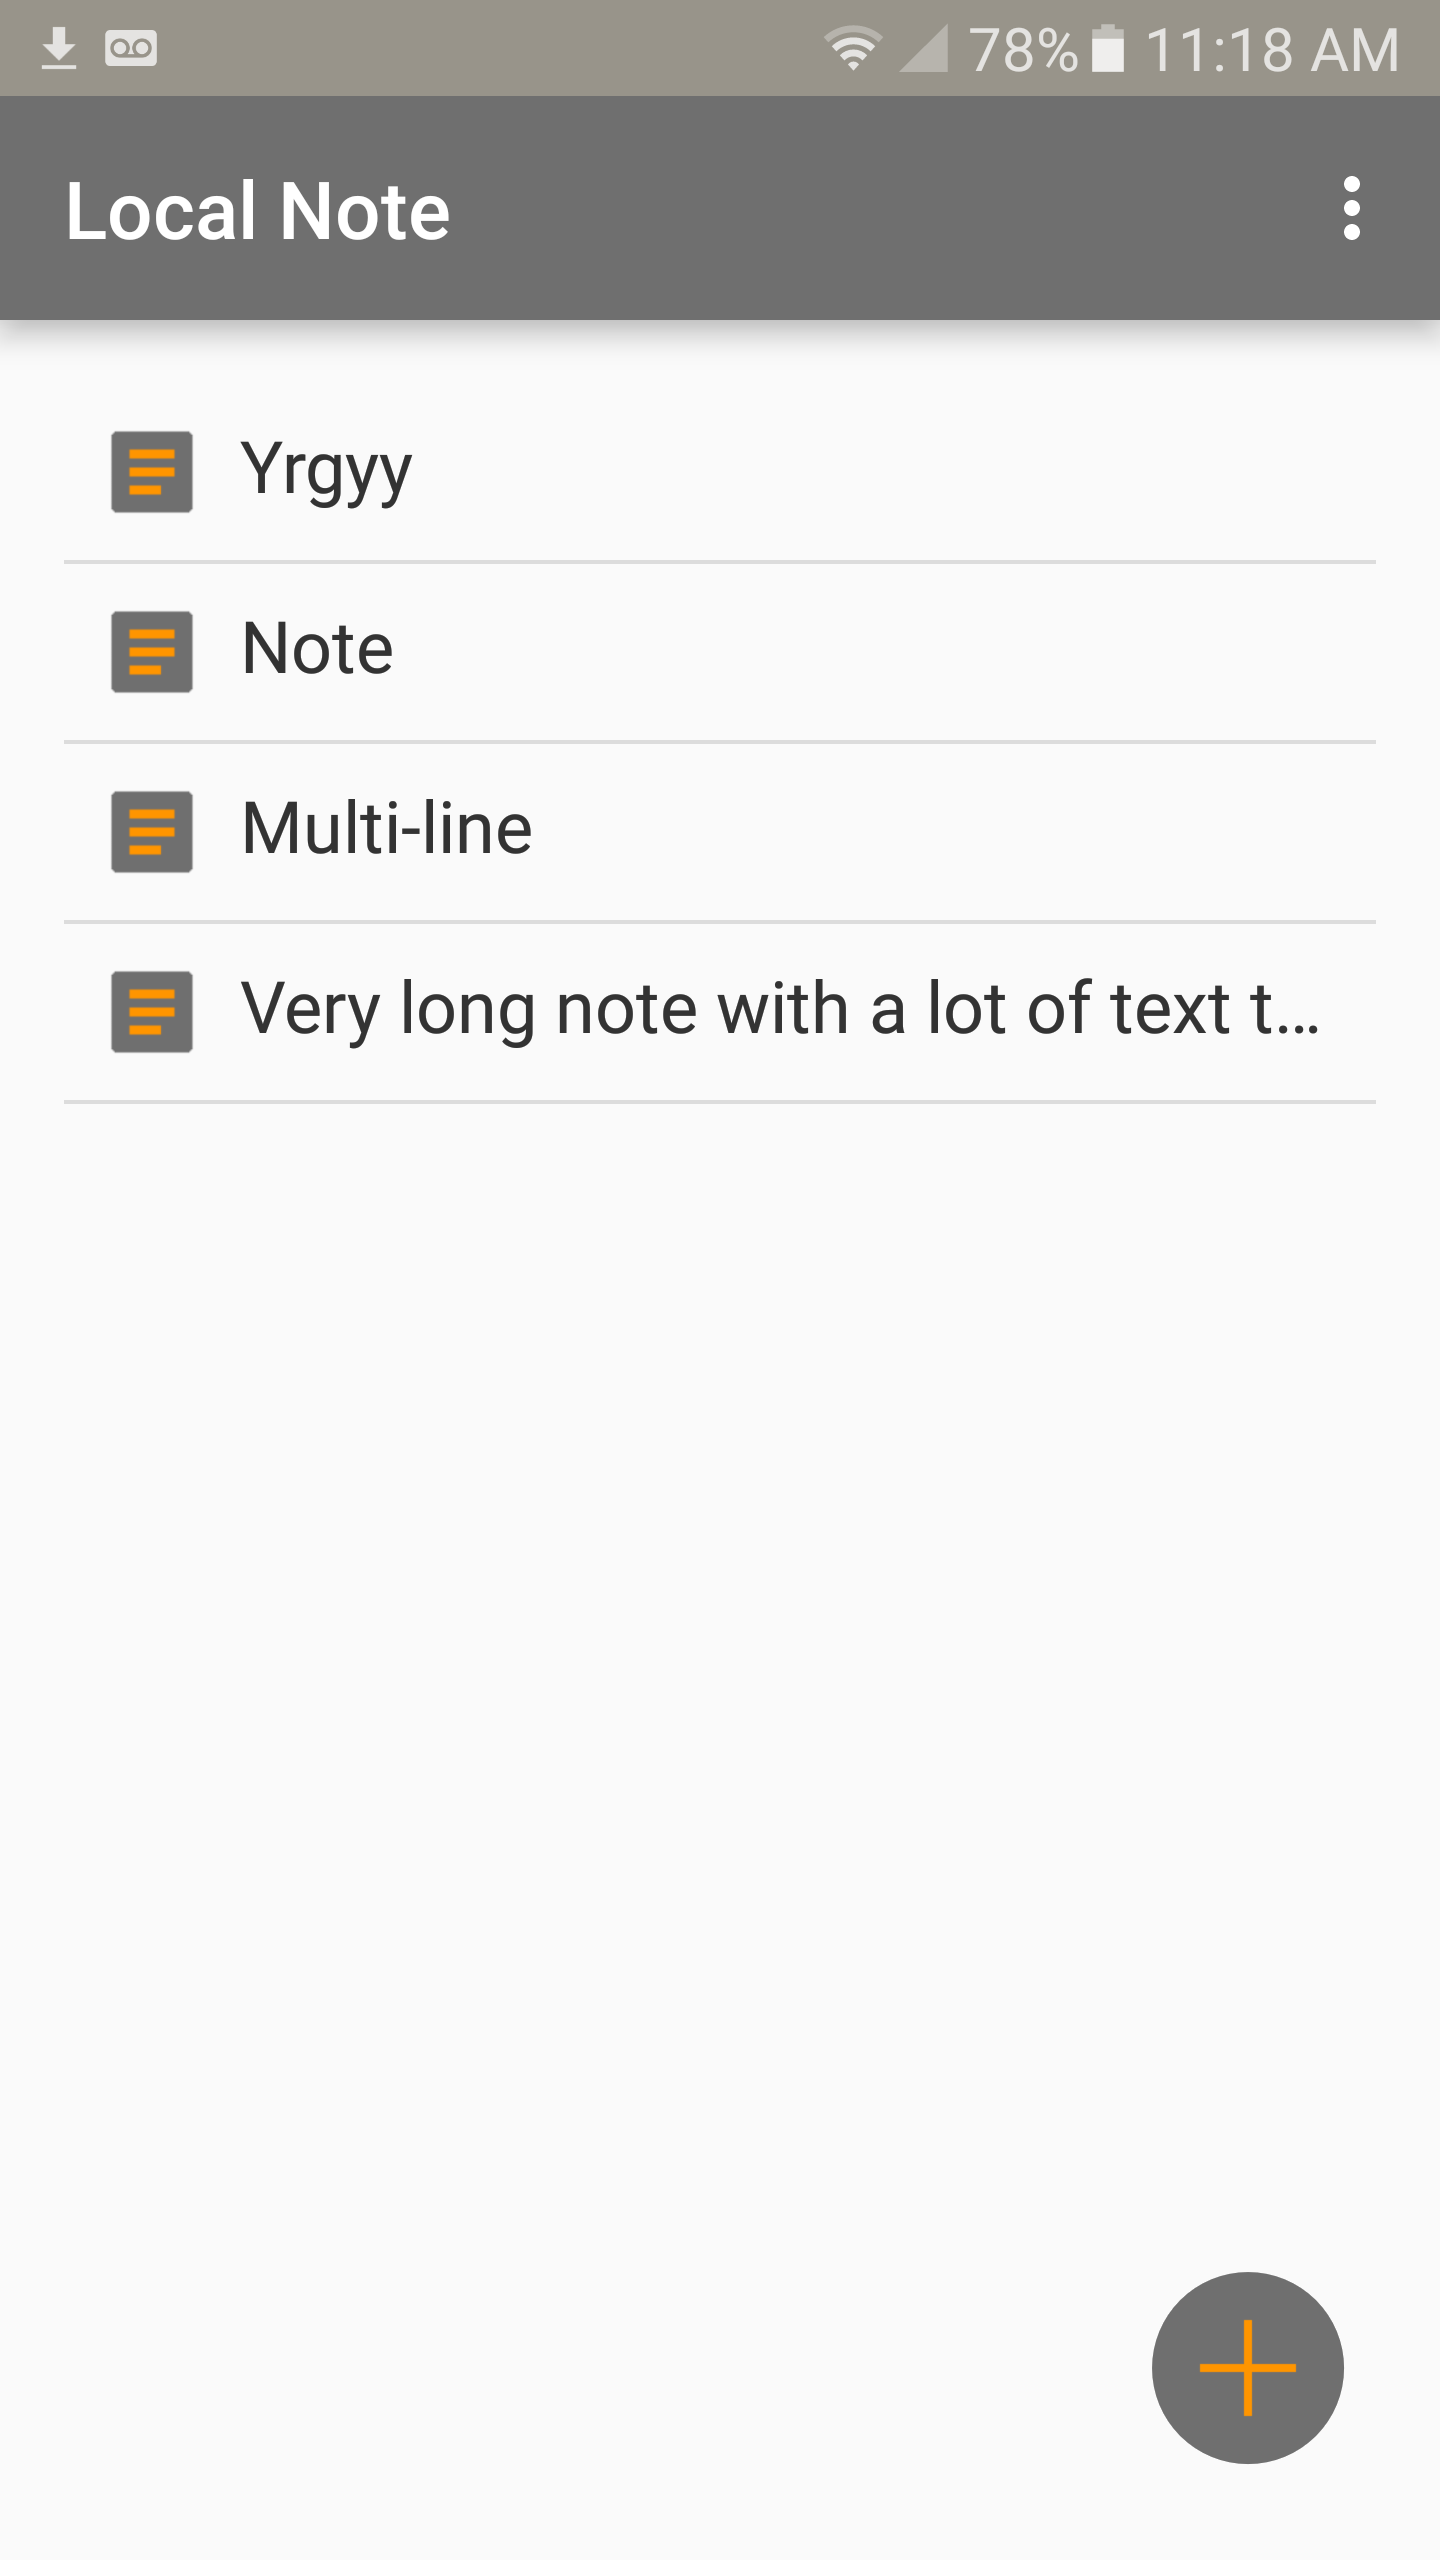 78% 11:18 AM
Local Note
Yrgyy
Note
Multi-line
Very long note with a lot of text t...